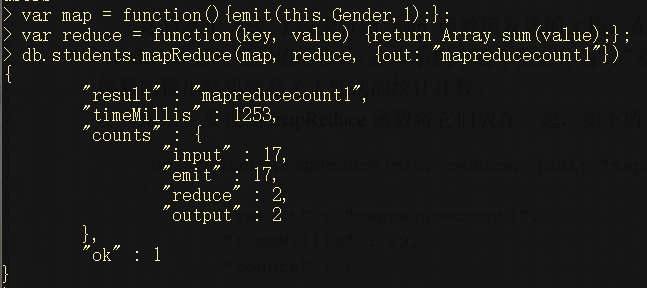 > var map = function(){emit(this.Gender,1);};
> var reduce = function(key, value) {return Array.sum(value);};
> db.students.mapReduce(map, reduce, {out: "mapreducecount1"})
{
"result" : "mapreducecount1",
"timeMillis" : 1253,
"counts" : {
"input" : 17,
"emit" : 17,
"reduce" : 2,
"output" : 2
},
"ok" : 1
}